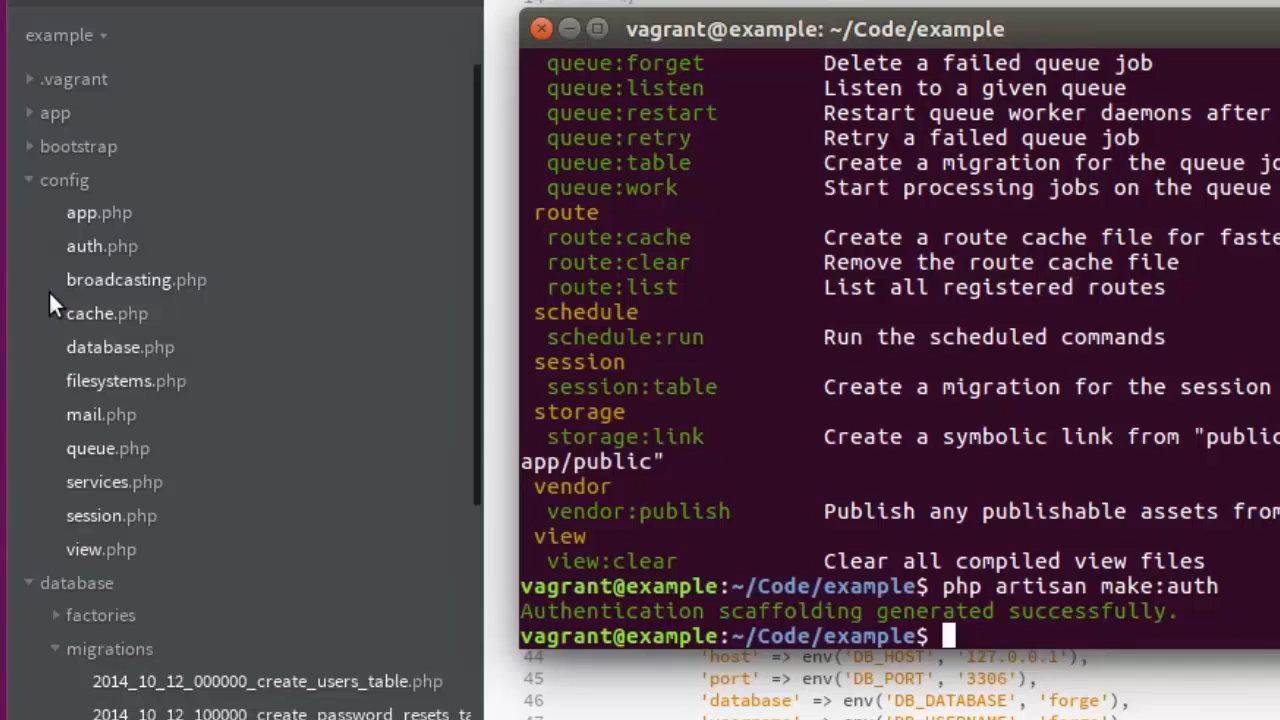 example
.vagrant
app
bootstrap
config
app.php
auth.php
broadcasting.php
cache.php
database.php
filesystems.php
mail.php
queue.php
services.php
session.php
view.php
database
factories
migrations
2014_10_12_000000_create_users_table.php
2014_10_12_100000_create_password_resets_ta
vagrant@example: ~/Code/example
queue:forget Delete a failed queue job
queue:listen Listen to a given queue
queue:restart Restart queue worker daemons after
queue:retry Retry a failed queue job
queue:table Create a migration for the queue jo
queue:work Start processing jobs on the queue
route
route:cache Create a route cache file for faste
route:clear Remove the route cache file
route:list List all registered routes
schedule
schedule:run Run the scheduled commands
session
session:table Create a migration for the session
storage
storage:link Create a symbolic link from "public
app/public"
vendor
vendor:publish Publish any publishable assets from
view
view:clear Clear all compiled view files
vagrant@example:~/Code/example$ php artisan make:auth
Authentication scaffolding generated successfully.
vagrant@example:~/Code/example$
44 'host' => env('DB_HOST', '127.0.0.1'),
45 'port' => env('DB_PORT', '3306'),
46 'database' => env('DB_DATABASE', 'forge'),